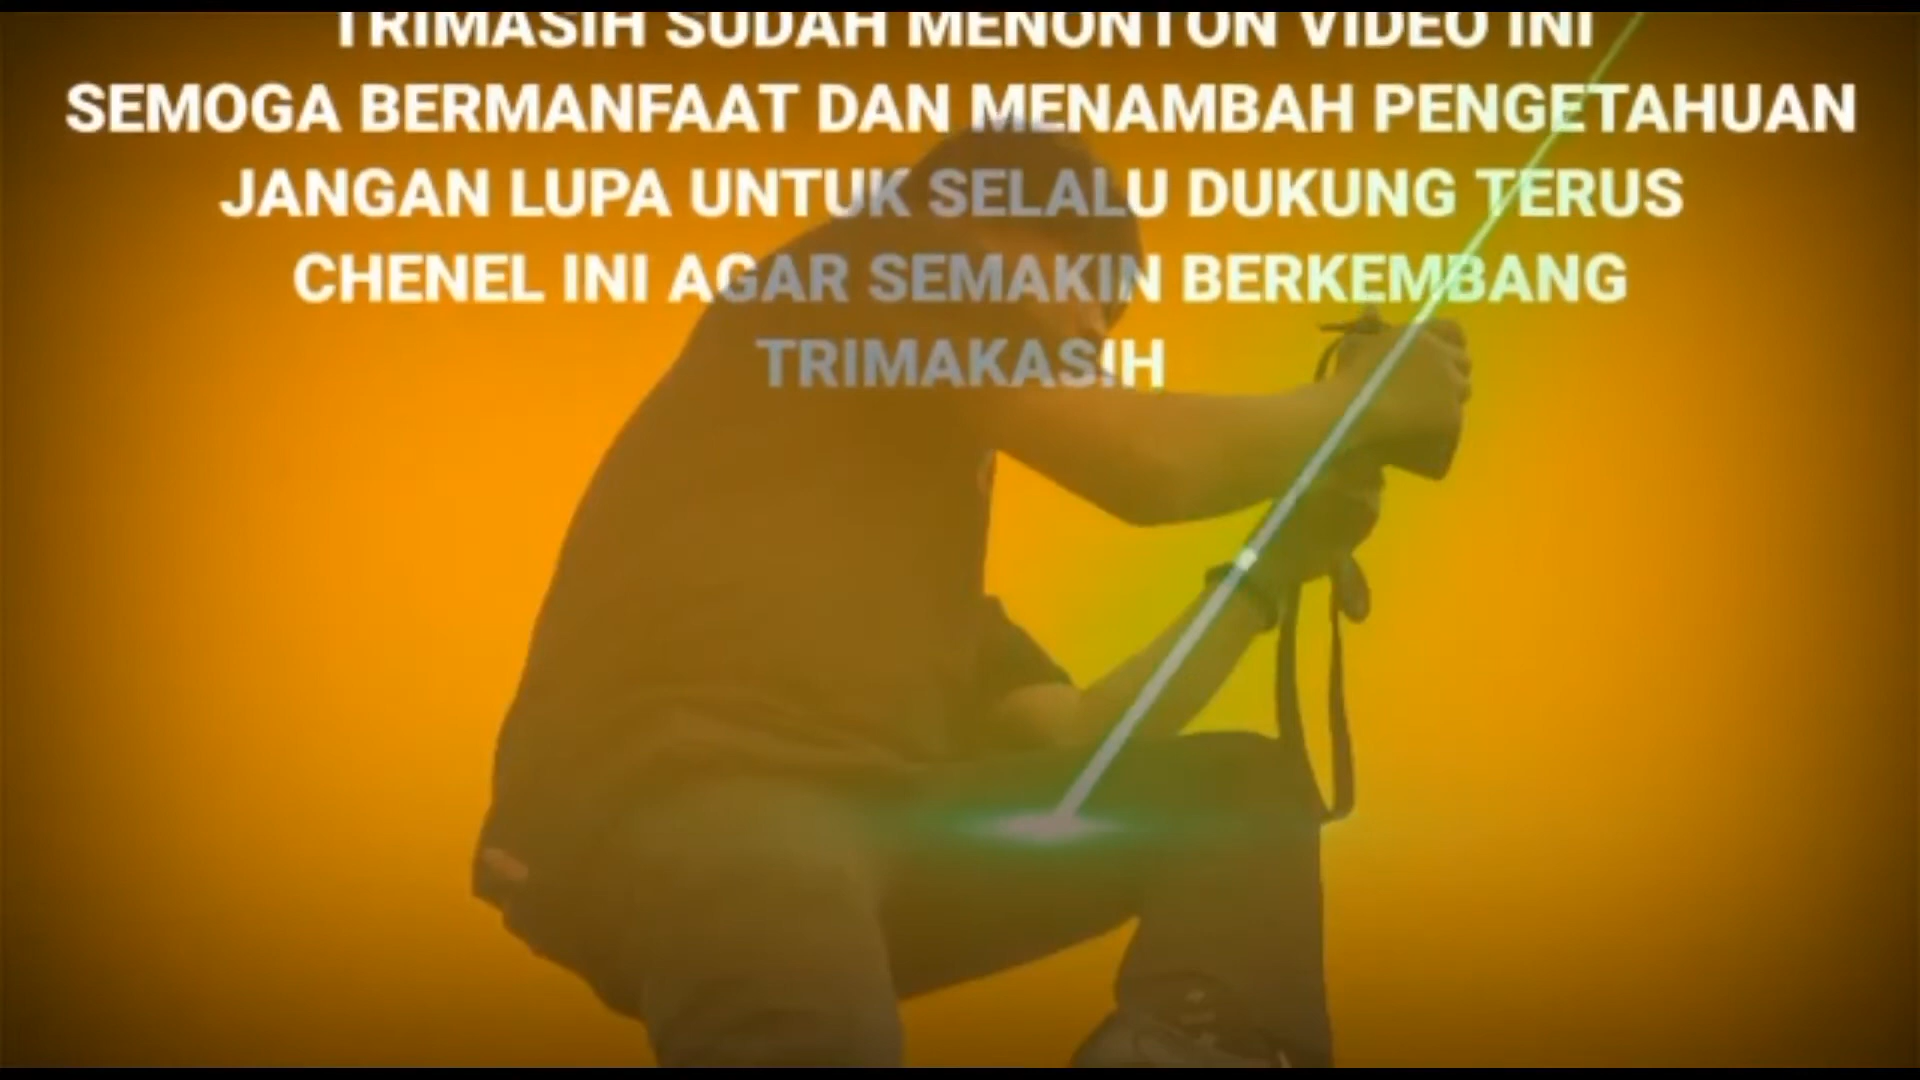 TRIMASIH SUDAH MENONTON VIDEO INI
SEMOGA BERMANFAAT DAN MENAMBAH PENGETAHUAN
JANGAN LUPA UNTUK SELALU DUKUNG TERUS
CHENEL INI AGAR SEMAKIN BERKEMBANG
TRIMAKASIH